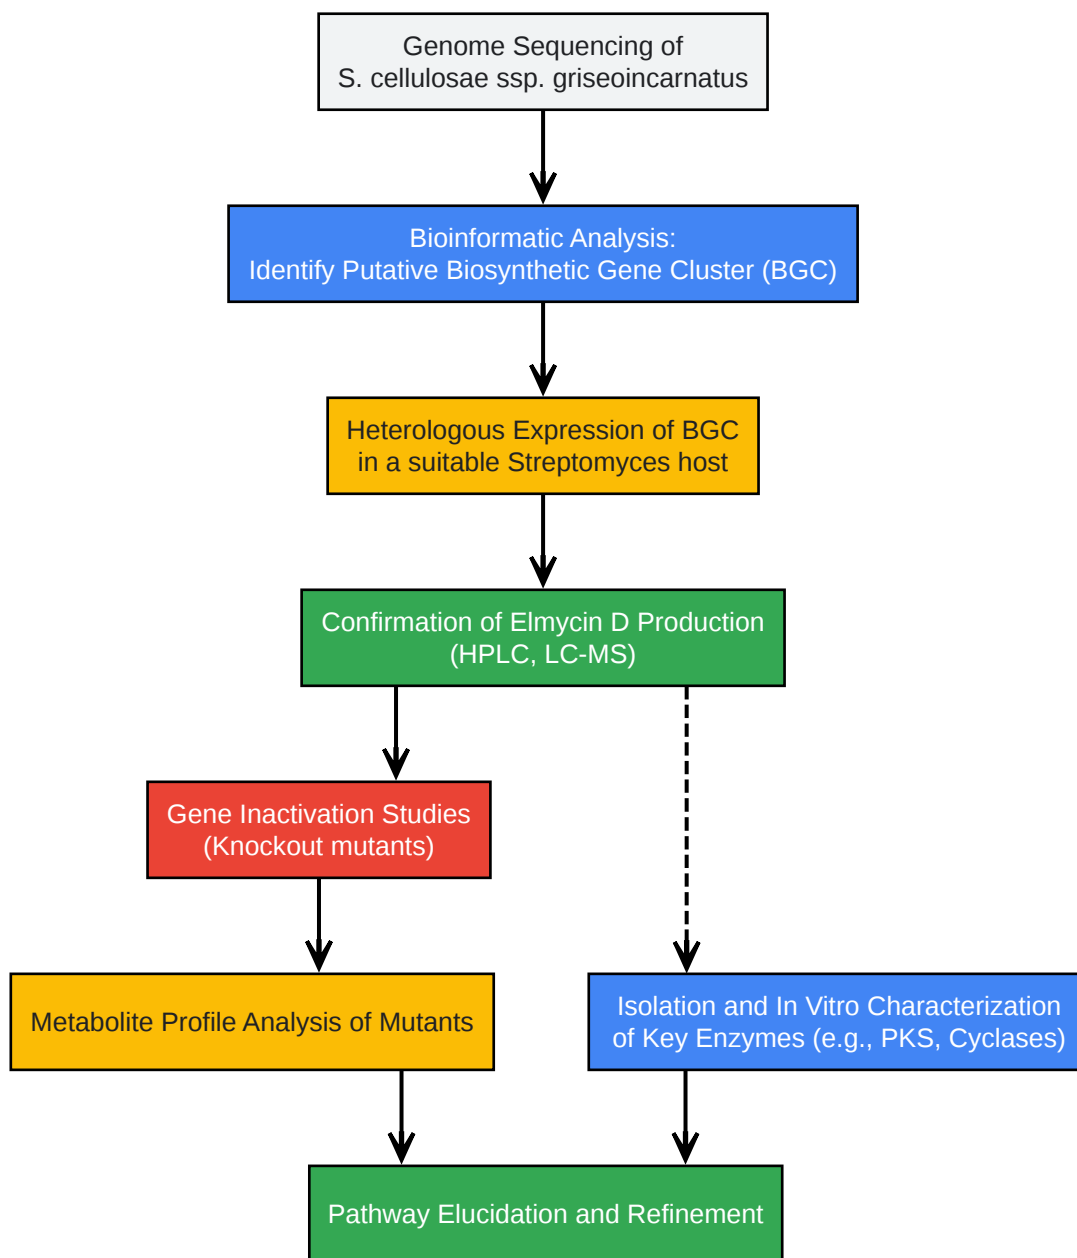 Genome Sequencing of
S. cellulosae ssp. griseoincarnatus
Bioinformatic Analysis:
Identify Putative Biosynthetic Gene Cluster (BGC)
Heterologous Expression of BGC
in a suitable Streptomyces host
Confirmation of Elmycin D Production
(HPLC, LC-MS)
Gene Inactivation Studies
(Knockout mutants)
Metabolite Profile Analysis of Mutants
Isolation and In Vitro Characterization
of Key Enzymes (e.g., PKS, Cyclases)
Pathway Elucidation and Refinement